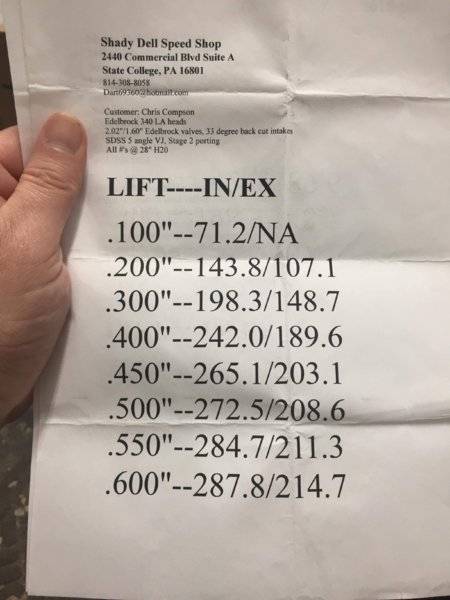 Shady Dell Speed Shop
2440 Commercial Blvd Suite A
State College, PA 16801
814-308-8058
Dart69360@hotmail.com
Customer: Chris Compson
Edelbrock 340 LA heads
2.02"/1.60" Edelbrock valves, 33 degree back cut intakes
SDSS 5 angle VJ, Stage 2 porting
All #'s @ 28" H20
LIFT----IN/EX
.100"--71.2/NA
.200"--143.8/107.1
.300"--198.3/148.7
.400"--242.0/189.6
.450"--265.1/203.1
.500"--272.5/208.6
.550"--284.7/211.3
.600"--287.8/214.7